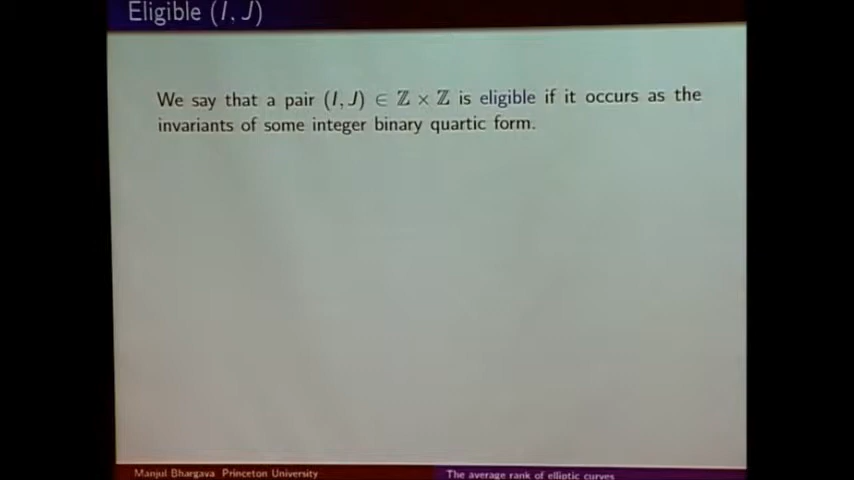 Eligible (I, J)
We say that a pair (I, J) ∈ ℤ × ℤ is eligible if it occurs as the
invariants of some integer binary quartic form.
Manjul Bhargava Princeton University
The average rank of elliptic curves